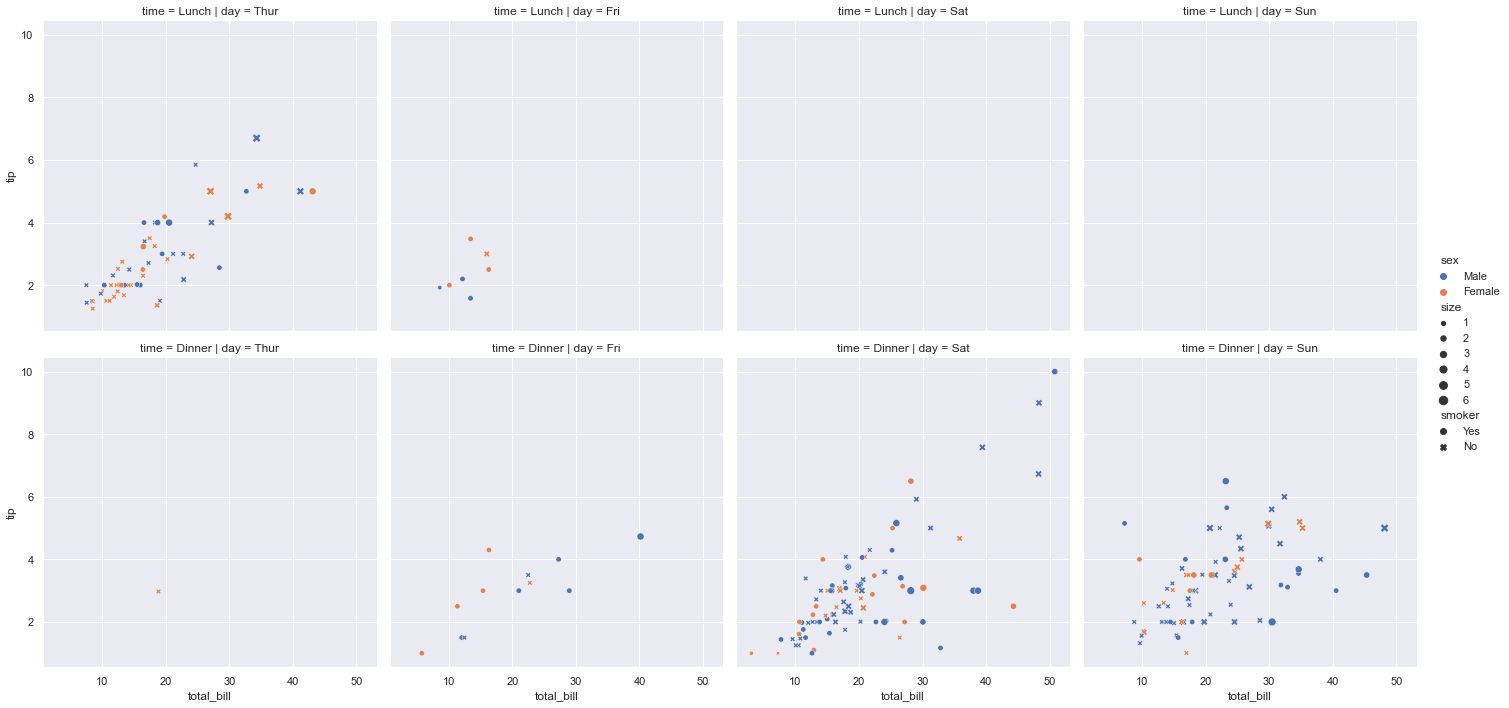 time = Lunch | day = Thur
time = Lunch | day = Fri
time = Lunch | day = Sat
time = Lunch | day = Sun
10
8
6
4
2
tip
time = Dinner | day = Thur
time = Dinner | day = Fri
time = Dinner | day = Sat
time = Dinner | day = Sun
10
8
6
4
2
tip
10 20 30 40 50
10 20 30 40 50
10 20 30 40 50
10 20 30 40 50
total_bill
total_bill
total_bill
total_bill
sex
Male
Female
size
1
2
3
4
5
6
smoker
Yes
No